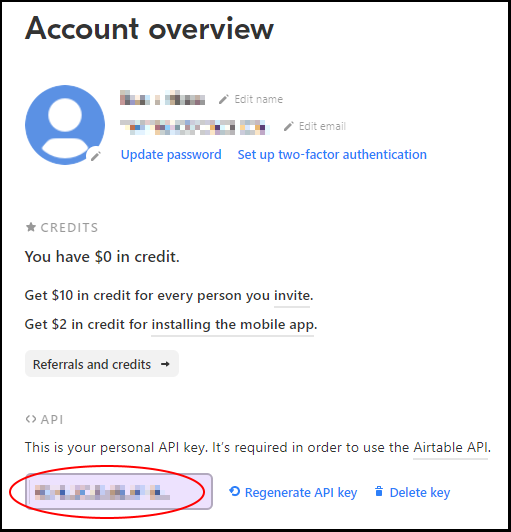 Account overview
Edit name
Edit email
Update password Set up two-factor authentication
CREDITS
You have $0 in credit.
Get $10 in credit for every person you invite.
Get $2 in credit for installing the mobile app.
Referrals and credits →
<> API
This is your personal API key. It's required in order to use the Airtable API.
Regenerate API key Delete key